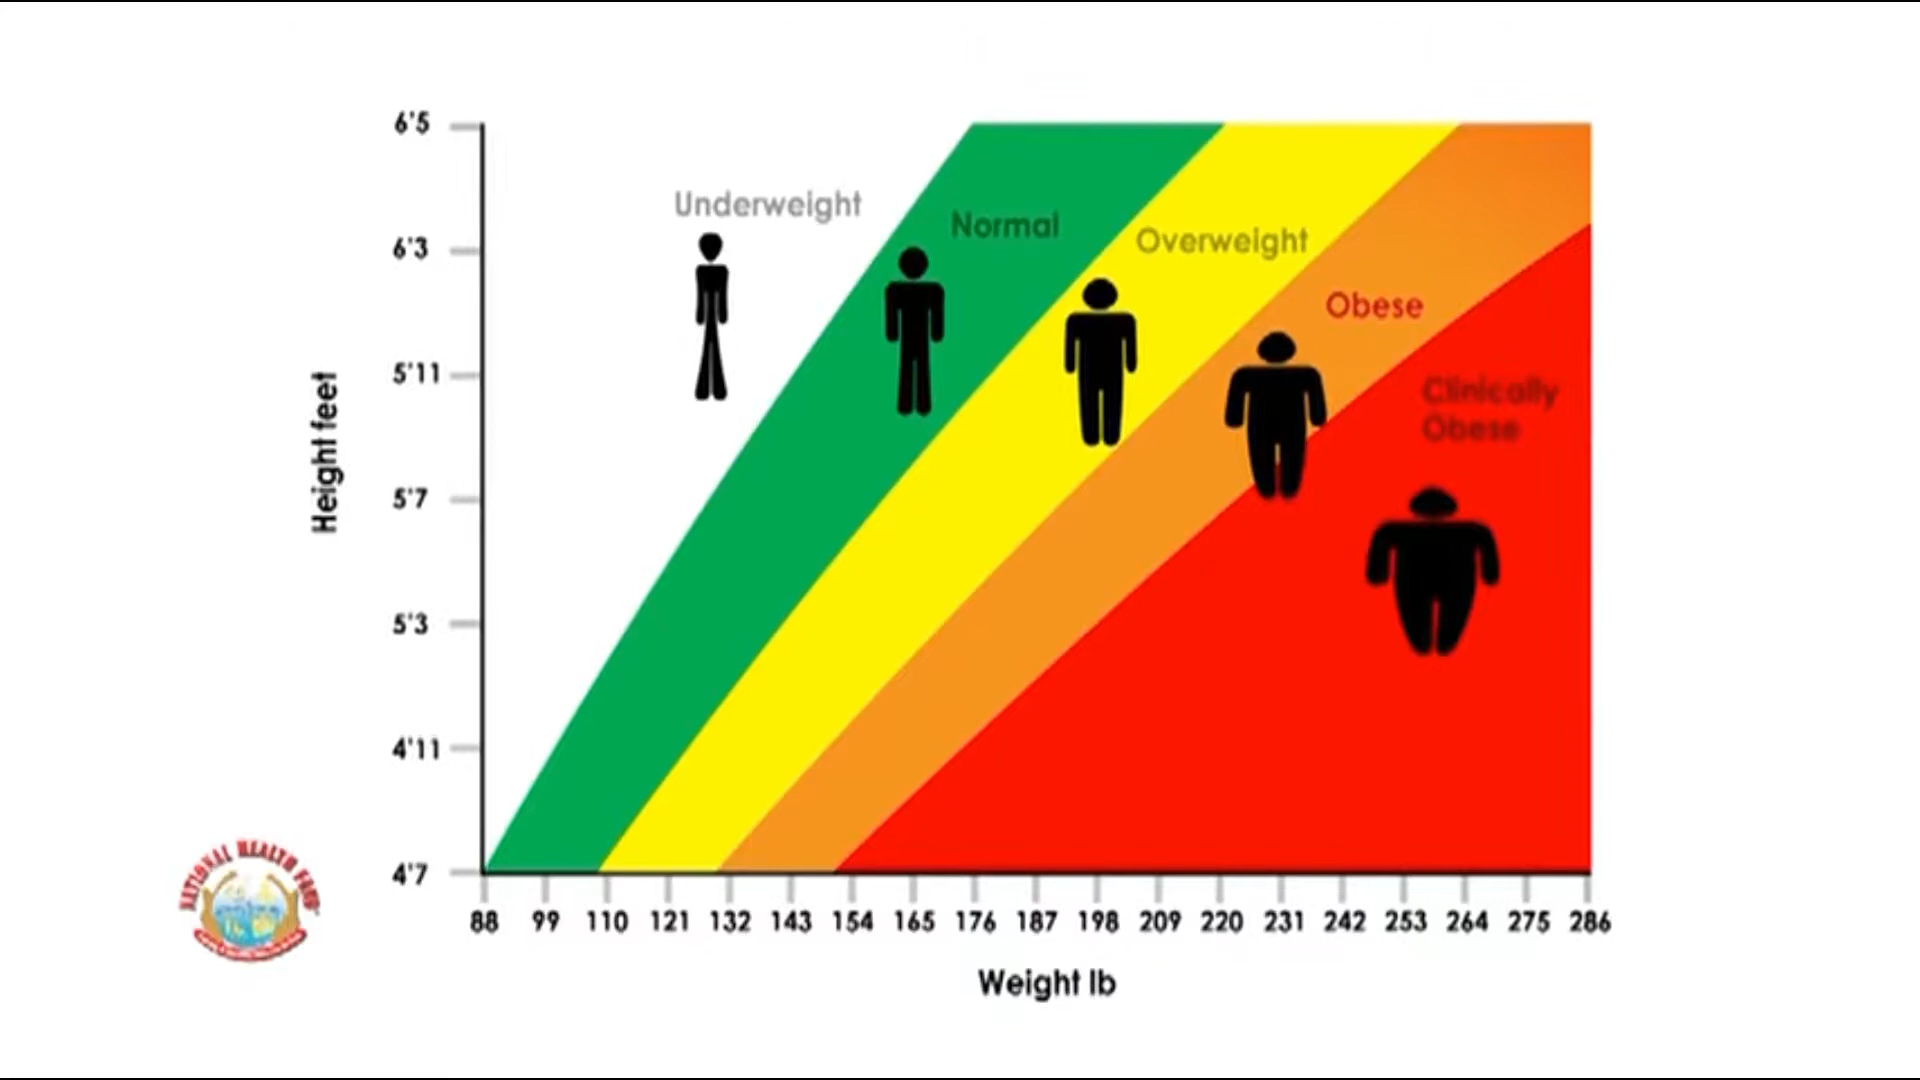 6'5
Underweight
Normal
Overweight
6'3
Obese
5'11
Clinically
Obese
Height feet
5'7
5'3
4'11
4'7
NATIONAL HEALTH
88 99 110 121 132 143 154 165 176 187 198 209 220 231 242 253 264 275 286
Weight lb